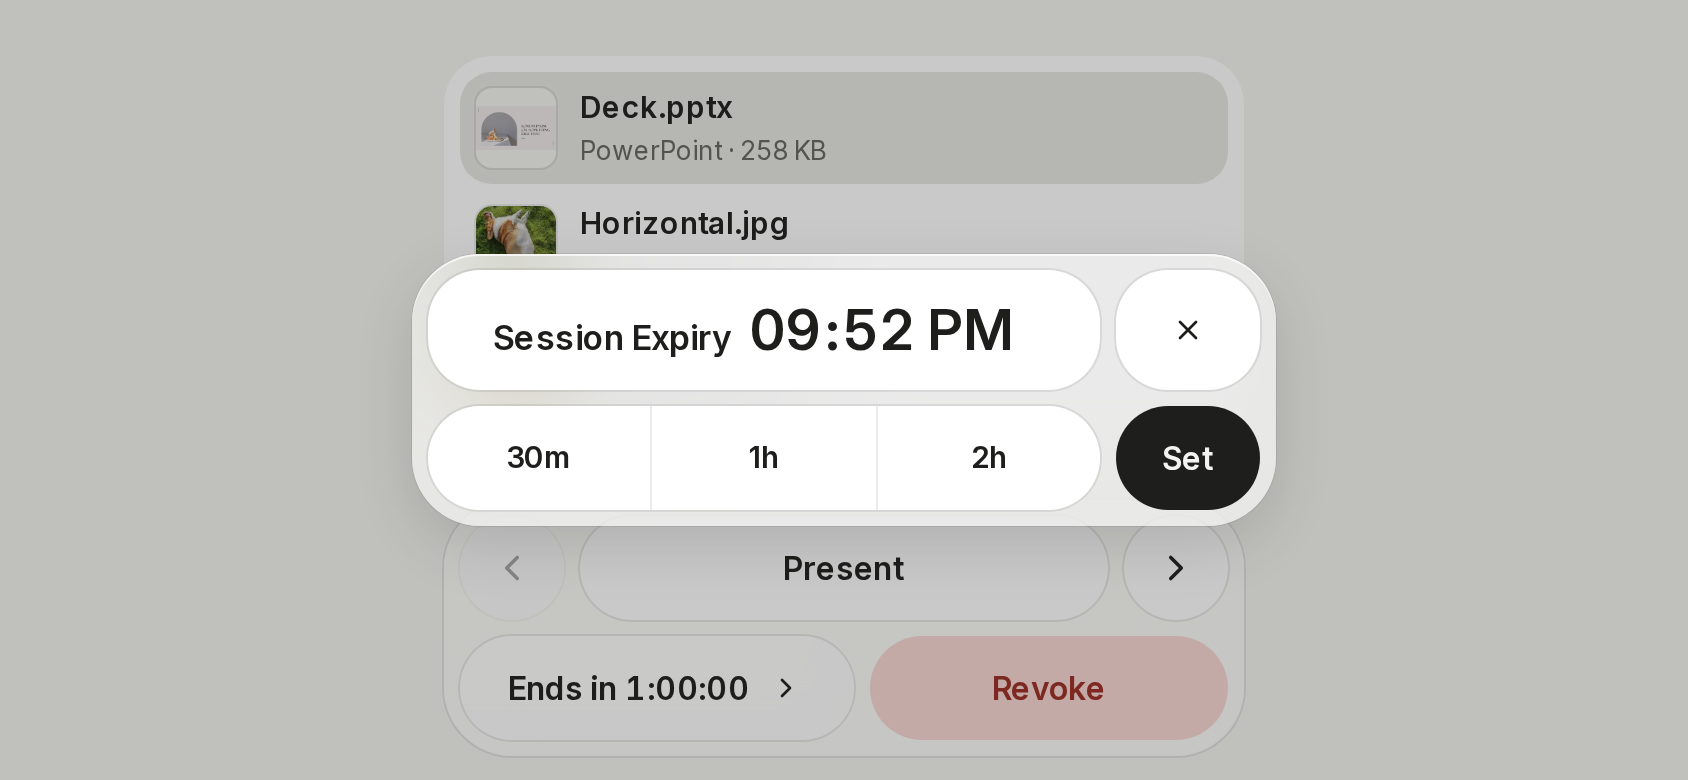 Deck.pptx
PowerPoint · 258 KB
Horizontal.jpg
Session Expiry 09:52 PM
30m 1h 2h Set
Present
Ends in 1:00:00 Revoke